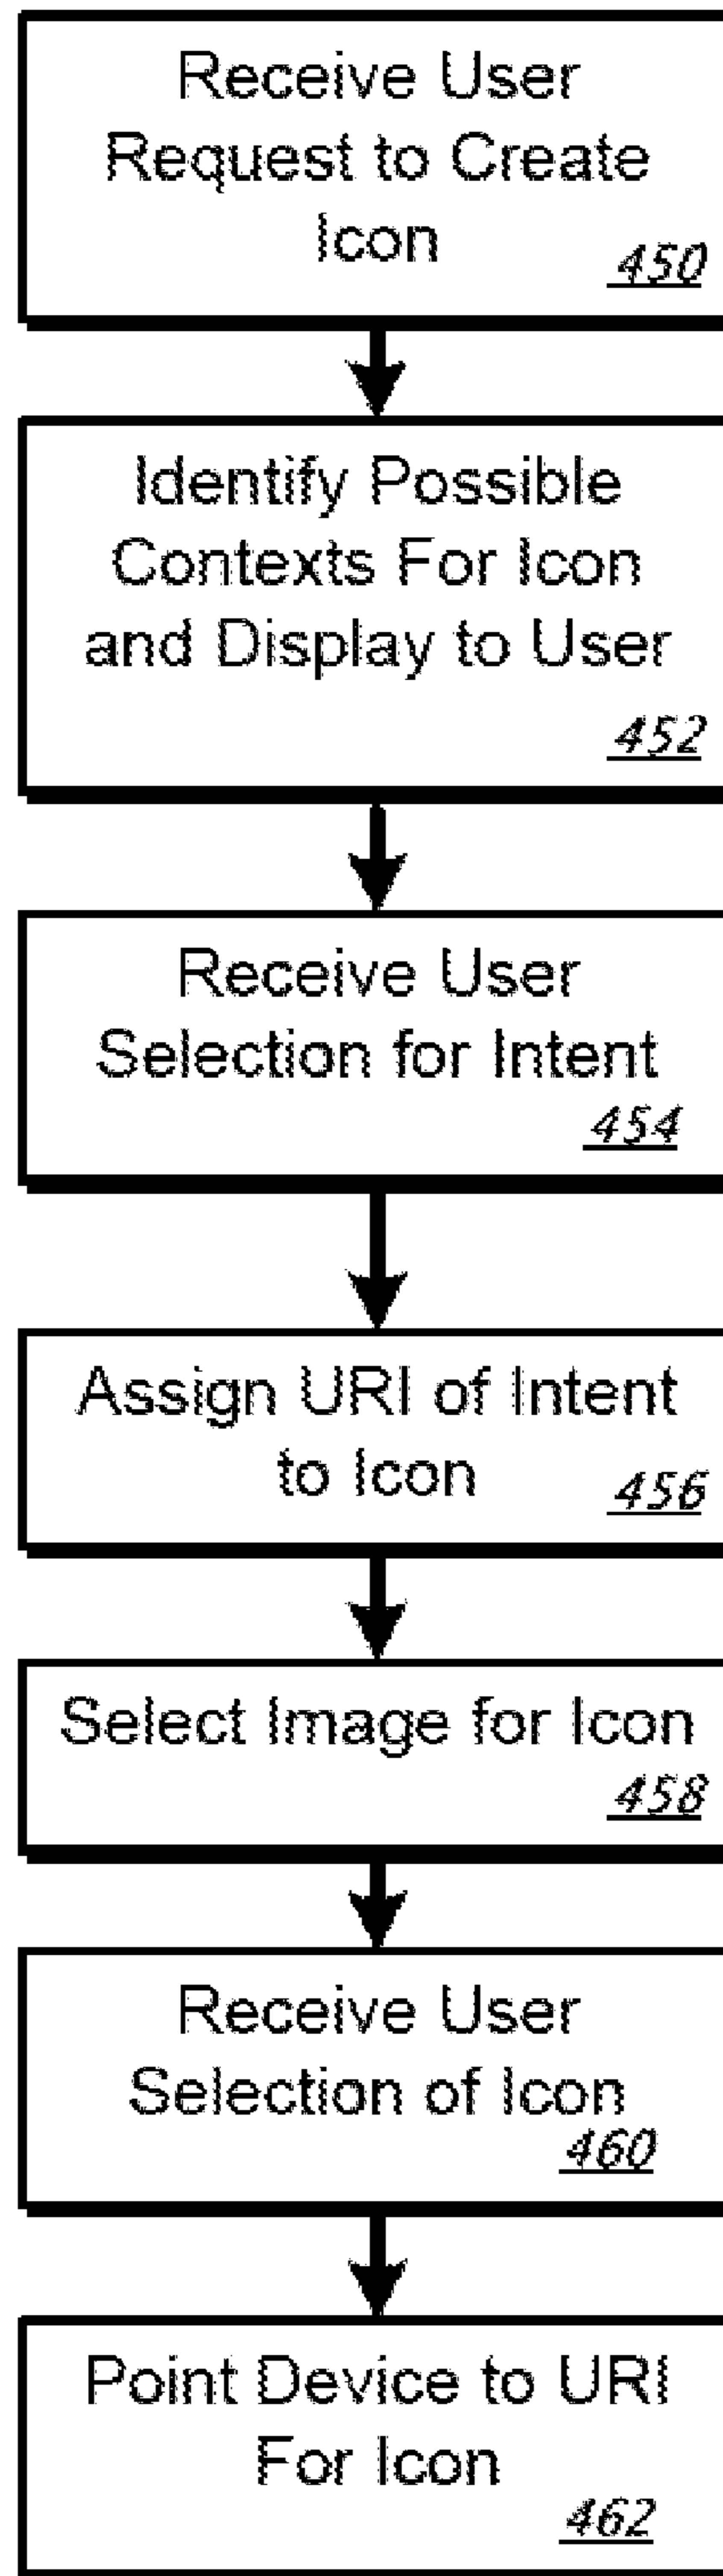 Receive User
Request to Create
Icon
450
Identify Possible
Contexts For Icon
and Display to User
452
Receive User
Selection for Intent
454
Assign URI of Intent
to Icon
456
Select Image for Icon
458
Receive User
Selection of Icon
460
Point Device to URI
For Icon
462